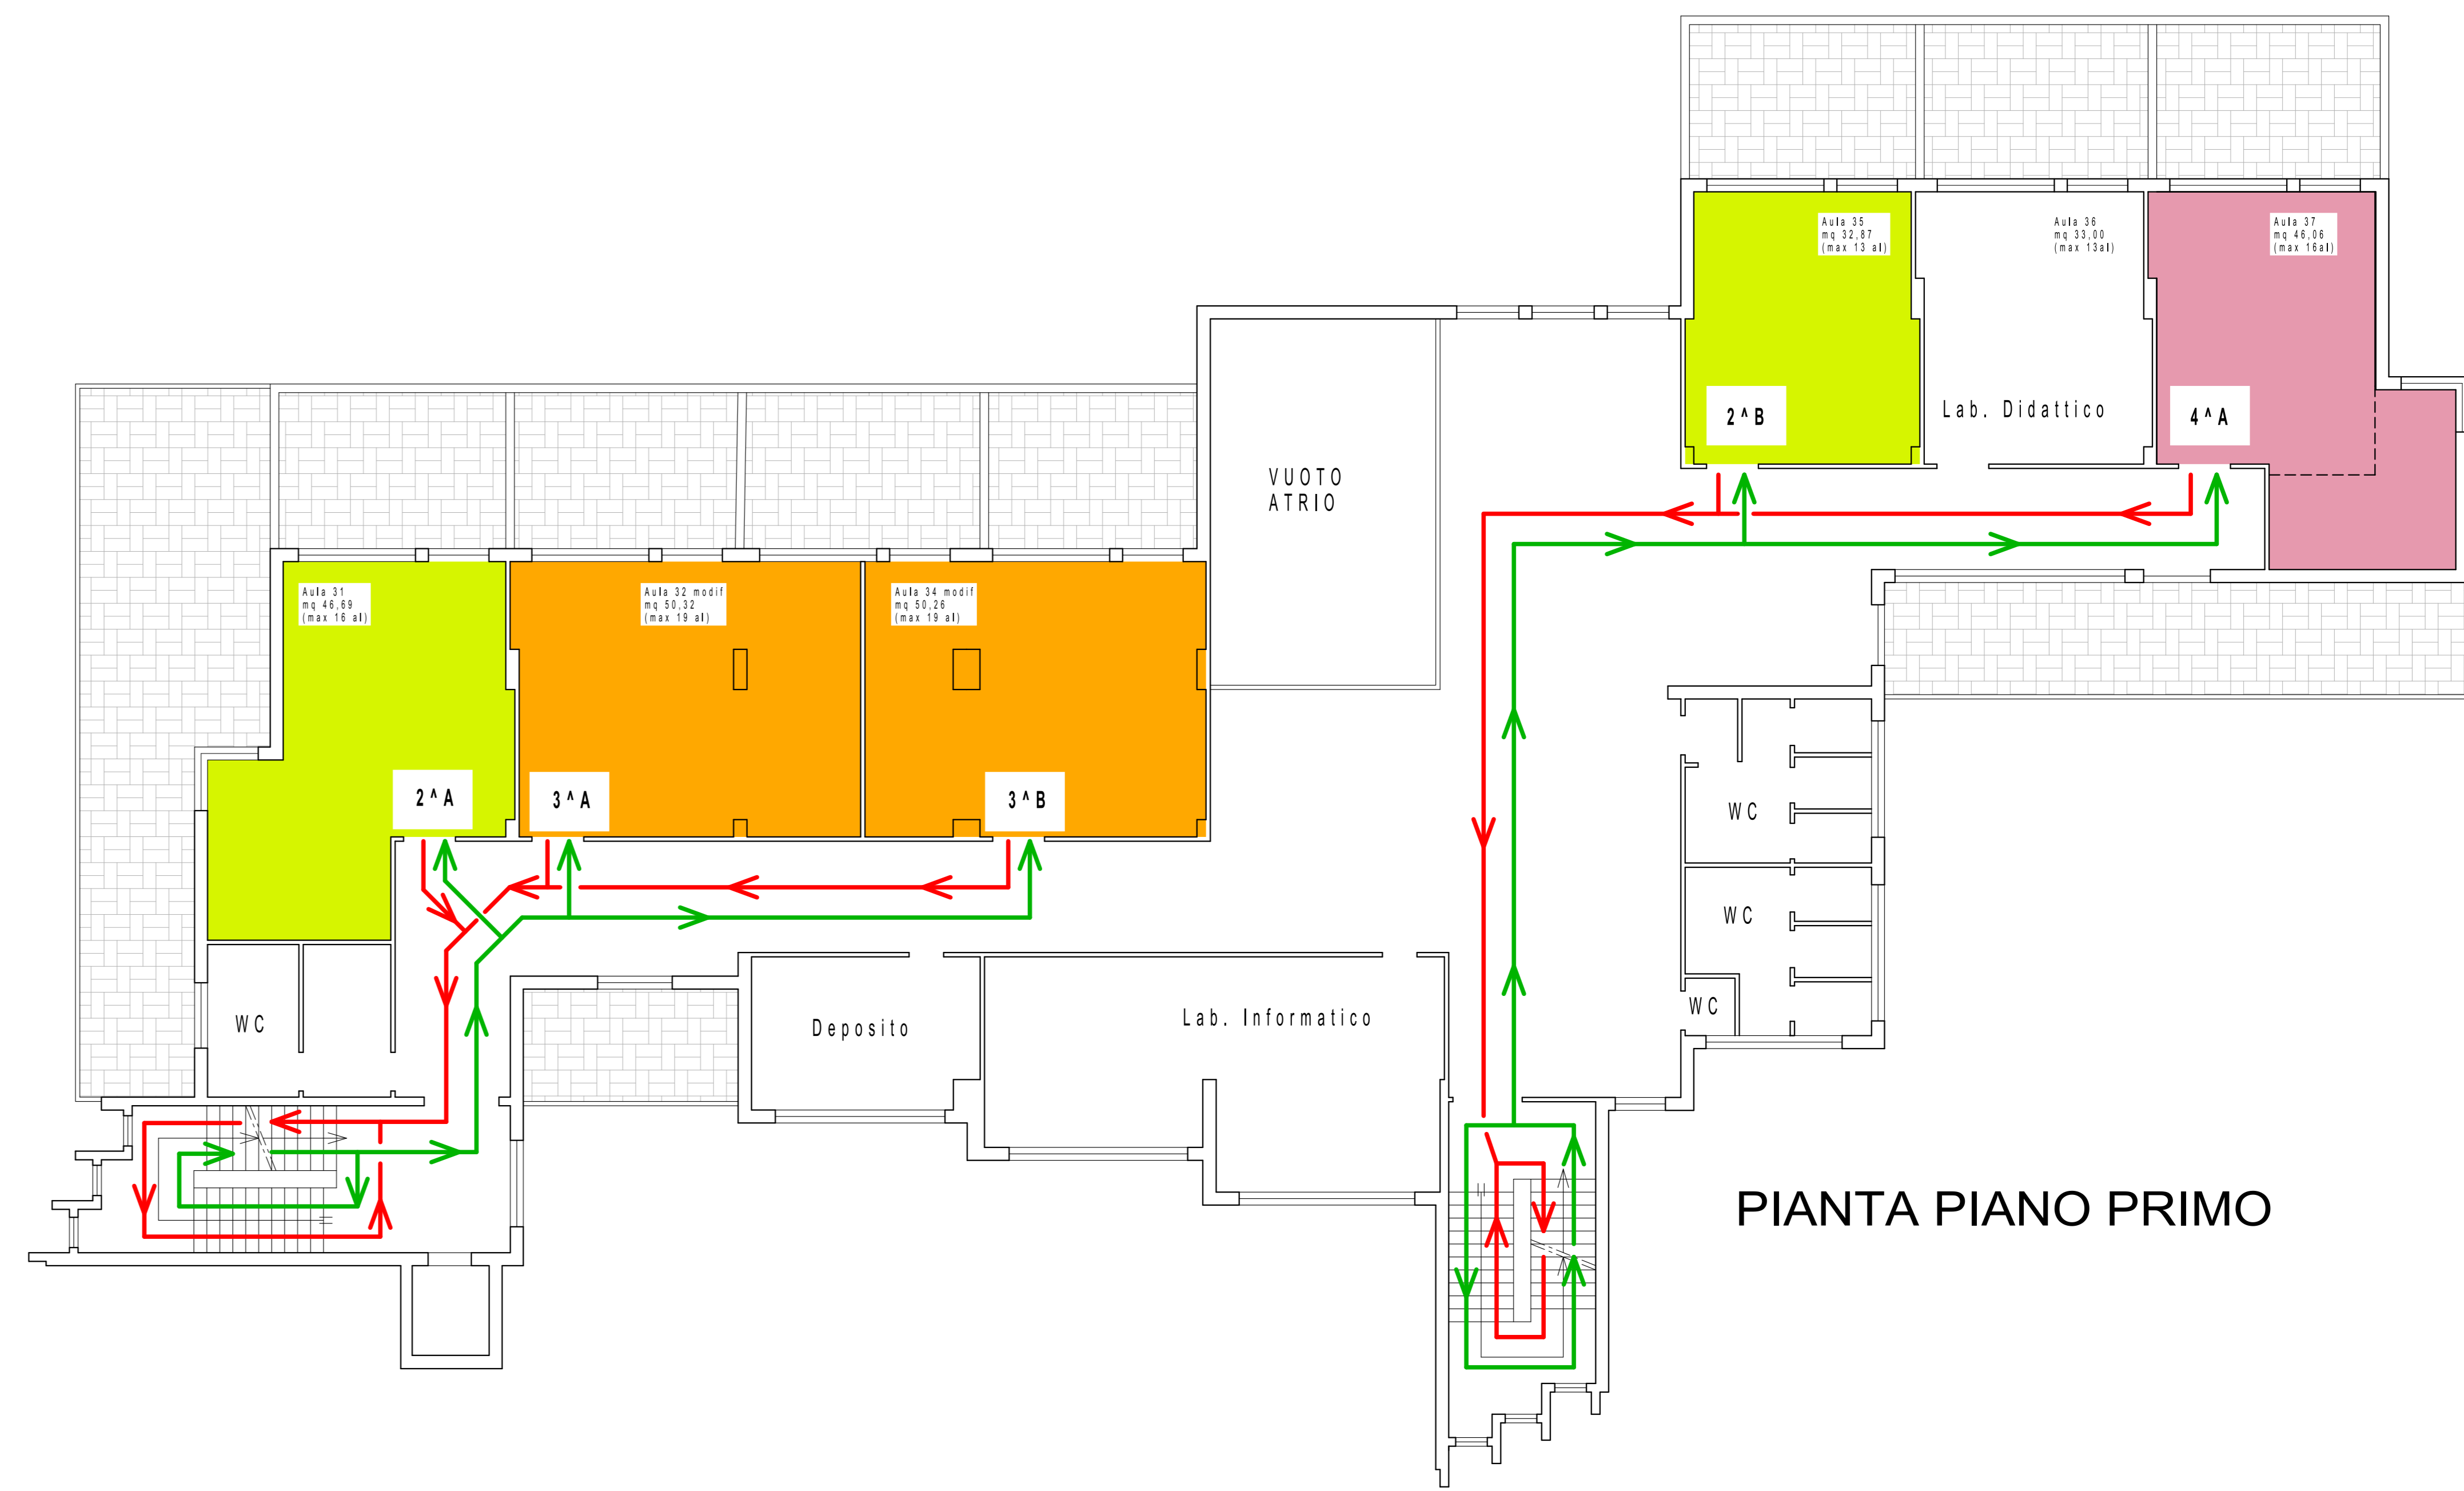 Aula 35
mq 32,87
(max 13 al)
Aula 36
mq 33,00
(max 13al)
Aula 37
mq 46,06
(max 16al)
2^B
Lab. Didattico
4^A
VUOTO
ATRIO
Aula 31
mq 46,69
(max 16 al)
Aula 32 modif
mq 50,32
(max 19 al)
Aula 34 modif
mq 50,26
(max 19 al)
2^A
3^A
3^B
WC
WC
WC
WC
Deposito
Lab. Informatico
PIANTA PIANO PRIMO